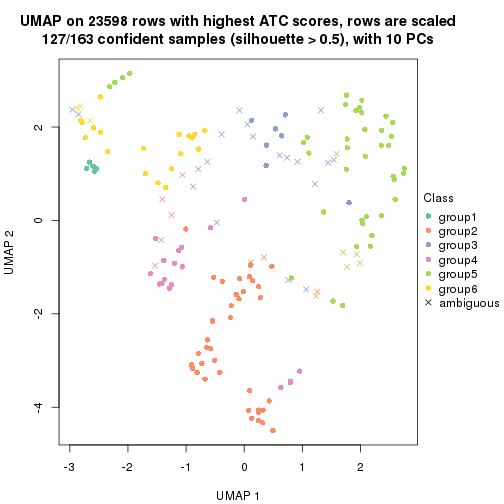 UMAP on 23598 rows with highest ATC scores, rows are scaled
127/163 confident samples (silhouette > 0.5), with 10 PCs
2
0
-2
-4
UMAP 2
-3
-2
-1
0
1
2
UMAP 1
Class
group1
group2
group3
group4
group5
group6
ambiguous